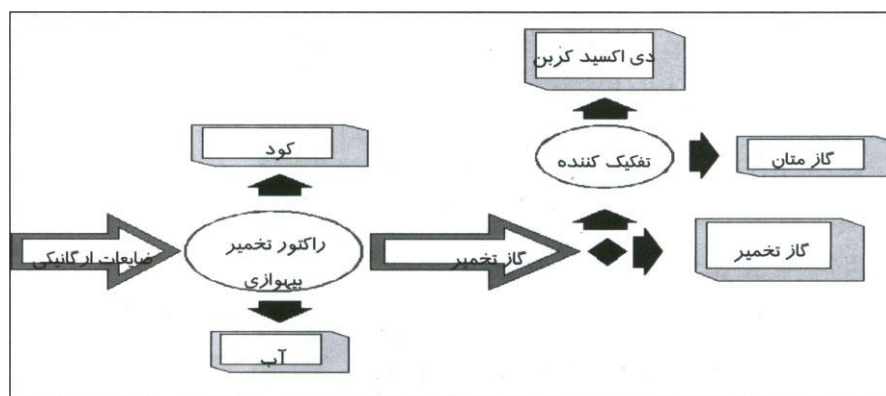 دی اکسید کربن
کود
تفکیک کننده
گاز متان
ضایعات ارگانیکی
راکتور تخمیر
بیهوازی
گاز تخمیر
گاز تخمیر
آب